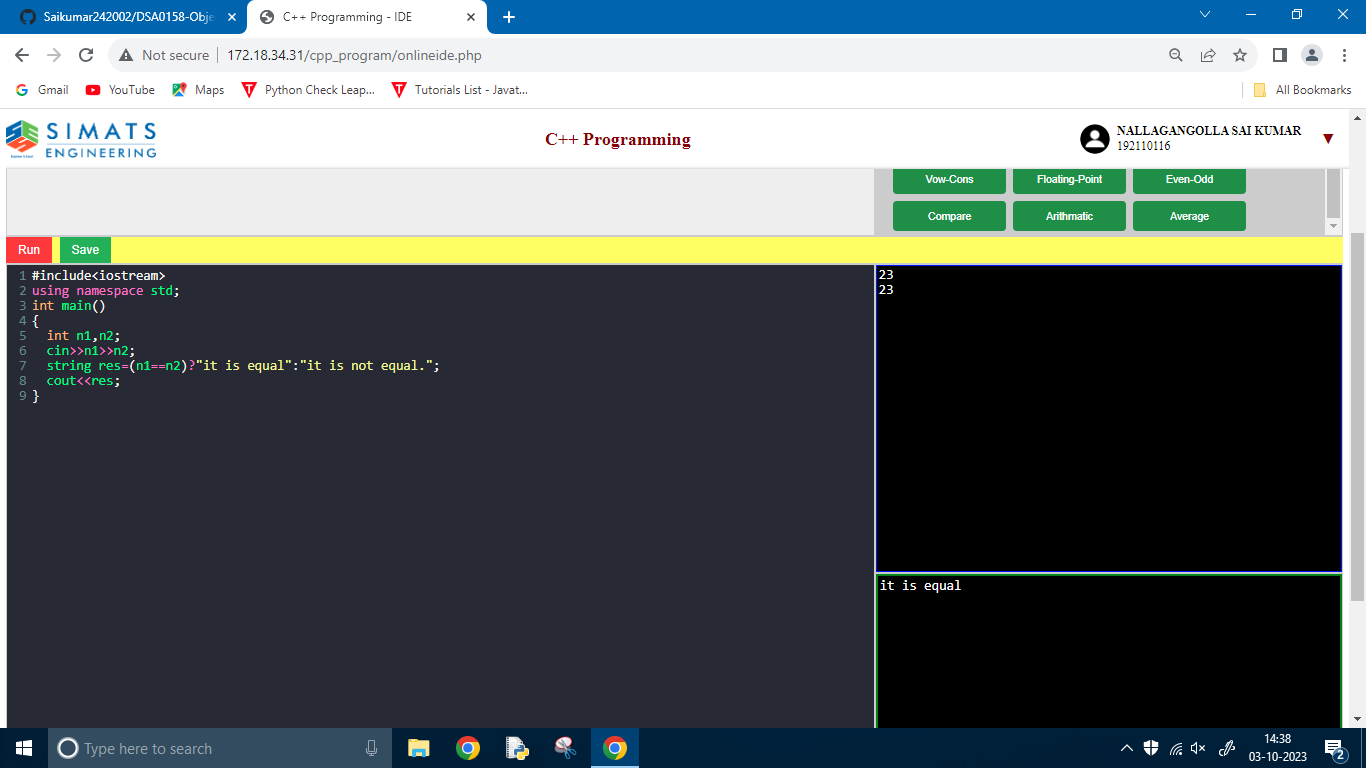 Saikumar242002/DSA0158-Obje
C++ Programming - IDE
Not secure
172.18.34.31/cpp_program/onlineide.php
Gmail
YouTube
Maps
Python Check Leap...
Tutorials List - Javat...
All Bookmarks
SIMATS
ENGINEERING
C++ Programming
NALLAGANGOLLA SAI KUMAR
192110116
Vow-Cons
Floating-Point
Even-Odd
Compare
Arithmatic
Average
Run
Save
1 #include<iostream>
2 using namespace std;
3 int main()
4 {
5 int n1,n2;
6 cin>>n1>>n2;
7 string res=(n1==n2)?"it is equal":"it is not equal.";
8 cout<<res;
9 }
23
23
it is equal
Type here to search
14:38
03-10-2023
2